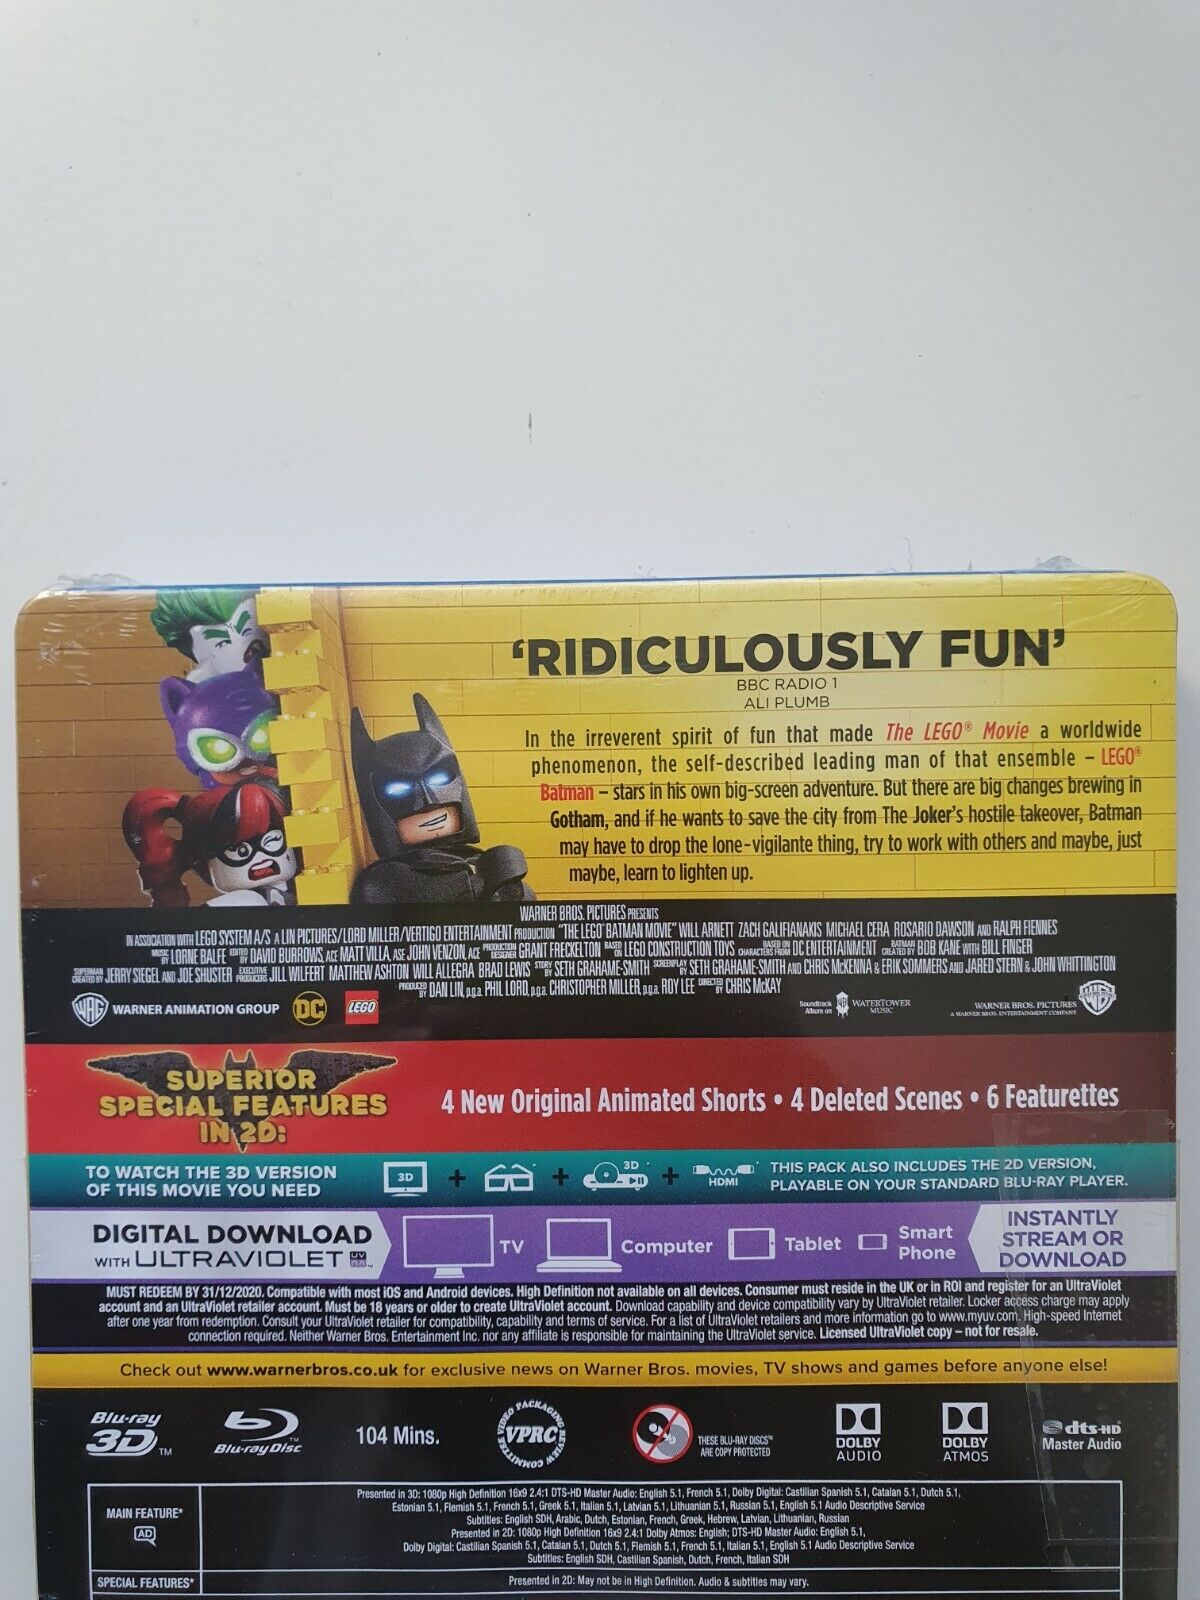 'RIDICULOUSLY FUN'
BBC RADIO 1
ALI PLUMB
In the irreverent spirit of fun that made The LEGO® Movie a worldwide
phenomenon, the self-described leading man of that ensemble – LEGO®
Batman – stars in his own big-screen adventure. But there are big changes brewing in
Gotham, and if he wants to save the city from The Joker's hostile takeover, Batman
may have to drop the lone-vigilante thing, try to work with others and maybe, just
maybe, learn to lighten up.
WARNER BROS. PICTURES PRESENTS
IN ASSOCIATION WITH LEGO SYSTEM A/S A LIN PICTURES/LORD MILLER/VERTIGO ENTERTAINMENT PRODUCTION "THE LEGO BATMAN MOVIE" WILL ARNETT ZACH GALIFIANAKIS MICHAEL CERA ROSARIO DAWSON AND RALPH FIENNES
MUSIC BY LORNE BALFE EDITED BY DAVID BURROWS, ACE MATT VILLA, ASE JOHN VENZON, ACE PRODUCTION DESIGNER GRANT FRECKELTON BASED ON LEGO CONSTRUCTION TOYS BASED ON CHARACTERS FROM DC ENTERTAINMENT BATMAN CREATED BY BOB KANE WITH BILL FINGER
SUPERMAN CREATED BY JERRY SIEGEL AND JOE SHUSTER EXECUTIVE PRODUCERS JILL WILFERT MATTHEW ASHTON WILL ALLEGRA BRAD LEWIS STORY BY SETH GRAHAME-SMITH SCREENPLAY BY SETH GRAHAME-SMITH AND CHRIS McKENNA & ERIK SOMMERS AND JARED STERN & JOHN WHITTINGTON
PRODUCED BY DAN LIN, p.g.a. PHIL LORD, p.g.a. CHRISTOPHER MILLER, p.g.a. ROY LEE DIRECTED BY CHRIS McKAY
WAG WARNER ANIMATION GROUP DC LEGO Soundtrack Album on WATERTOWER MUSIC WARNER BROS. PICTURES
A WARNER BROS. ENTERTAINMENT COMPANY
SUPERIOR
SPECIAL FEATURES
IN 2D:
4 New Original Animated Shorts • 4 Deleted Scenes • 6 Featurettes
TO WATCH THE 3D VERSION
OF THIS MOVIE YOU NEED
3D + + 3D + HDMI
THIS PACK ALSO INCLUDES THE 2D VERSION,
PLAYABLE ON YOUR STANDARD BLU-RAY PLAYER.
DIGITAL DOWNLOAD
WITH ULTRAVIOLET UV
TV
Computer
Tablet
Smart
Phone
INSTANTLY
STREAM OR
DOWNLOAD
MUST REDEEM BY 31/12/2020. Compatible with most iOS and Android devices. High Definition not available on all devices. Consumer must reside in the UK or in ROI and register for an UltraViolet
account and an UltraViolet retailer account. Must be 18 years or older to create UltraViolet account. Download capability and device compatibility vary by UltraViolet retailer. Locker access charge may apply
after one year from redemption. Consult your UltraViolet retailer for compatibility, capability and terms of service. For a list of UltraViolet retailers and more information go to www.myuv.com. High-speed Internet
connection required. Neither Warner Bros. Entertainment Inc. nor any affiliate is responsible for maintaining the UltraViolet service. Licensed UltraViolet copy – not for resale.
Check out www.warnerbros.co.uk for exclusive news on Warner Bros. movies, TV shows and games before anyone else!
Blu-ray
3D™
Blu-ray Disc
104 Mins.
VIDEO PACKAGING REVIEW COMMITTEE
VPRC
THESE BLU-RAY DISCS™
ARE COPY PROTECTED
DOLBY
AUDIO
DOLBY
ATMOS
dts-HD
Master Audio
MAIN FEATURE*
AD
Presented in 3D: 1080p High Definition 16x9 2.4:1 DTS-HD Master Audio: English 5.1, French 5.1, Dolby Digital: Castilian Spanish 5.1, Catalan 5.1, Dutch 5.1,
Estonian 5.1, Flemish 5.1, French 5.1, Greek 5.1, Italian 5.1, Latvian 5.1, Lithuanian 5.1, Russian 5.1, English 5.1 Audio Descriptive Service
Subtitles: English SDH, Arabic, Dutch, Estonian, French, Greek, Hebrew, Latvian, Lithuanian, Russian
Presented in 2D: 1080p High Definition 16x9 2.4:1 Dolby Atmos: English; DTS-HD Master Audio: English 5.1,
Dolby Digital: Castilian Spanish 5.1, Catalan 5.1, Dutch 5.1, Flemish 5.1, French 5.1, Italian 5.1, English 5.1 Audio Descriptive Service
Subtitles: English SDH, Castilian Spanish, Dutch, French, Italian SDH
SPECIAL FEATURES*
Presented in 2D: May not be in High Definition. Audio & subtitles may vary.